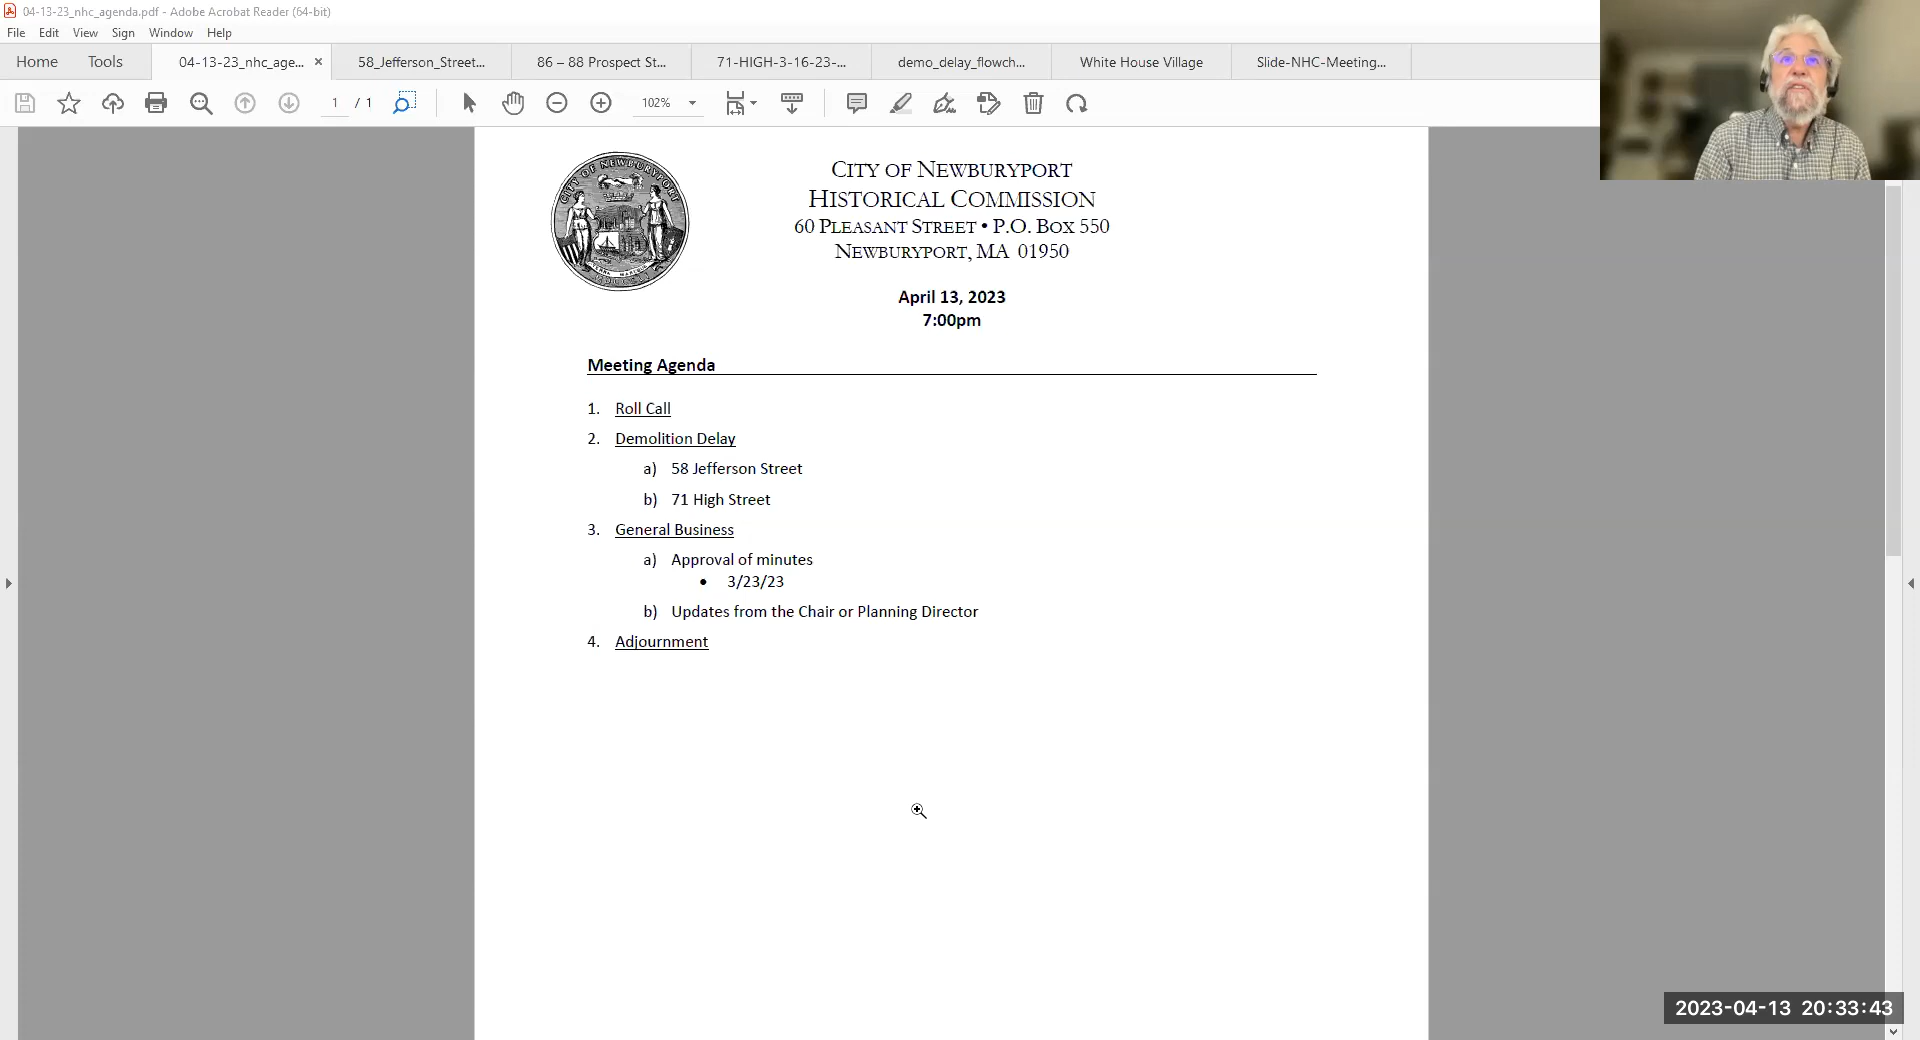 04-13-23_nhc_agenda.pdf - Adobe Acrobat Reader (64-bit)
File Edit View Sign Window Help
Home Tools 04-13-23_nhc_age... × 58_Jefferson_Street... 86 – 88 Prospect St... 71-HIGH-3-16-23-... demo_delay_flowch... White House Village Slide-NHC-Meeting...
1 / 1 102%
CITY OF NEWBURYPORT
CITY OF NEWBURYPORT
HISTORICAL COMMISSION
60 PLEASANT STREET • P.O. BOX 550
NEWBURYPORT, MA 01950
April 13, 2023
7:00pm
Meeting Agenda
1. Roll Call
2. Demolition Delay
a) 58 Jefferson Street
b) 71 High Street
3. General Business
a) Approval of minutes
• 3/23/23
b) Updates from the Chair or Planning Director
4. Adjournment
2023-04-13 20:33:43